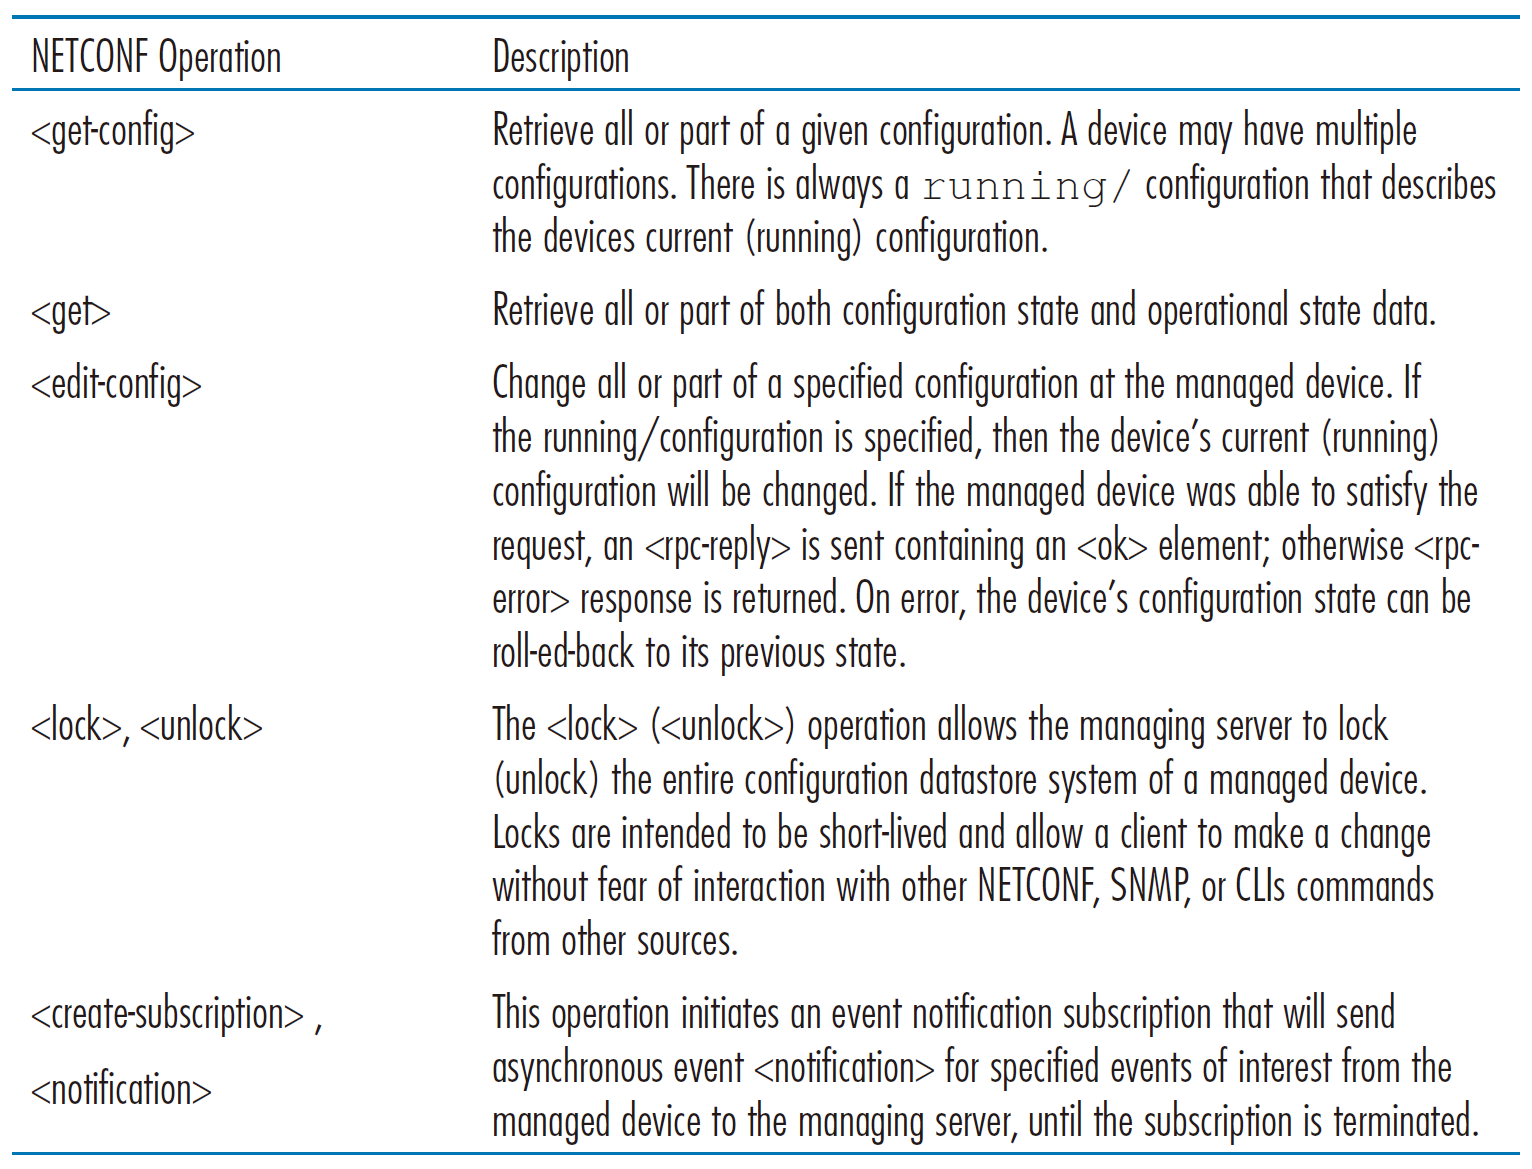 NETCONF Operation Description
<get-config> Retrieve all or part of a given configuration. A device may have multiple
configurations. There is always a running/ configuration that describes
the devices current (running) configuration.
<get> Retrieve all or part of both configuration state and operational state data.
<edit-config> Change all or part of a specified configuration at the managed device. If
the running/configuration is specified, then the device’s current (running)
configuration will be changed. If the managed device was able to satisfy the
request, an <rpc-reply> is sent containing an <ok> element; otherwise <rpc-
error> response is returned. On error, the device’s configuration state can be
roll-ed-back to its previous state.
<lock>, <unlock> The <lock> (<unlock>) operation allows the managing server to lock
(unlock) the entire configuration datastore system of a managed device.
Locks are intended to be short-lived and allow a client to make a change
without fear of interaction with other NETCONF, SNMP, or CLIs commands
from other sources.
<create-subscription> , This operation initiates an event notification subscription that will send
<notification> asynchronous event <notification> for specified events of interest from the
managed device to the managing server, until the subscription is terminated.